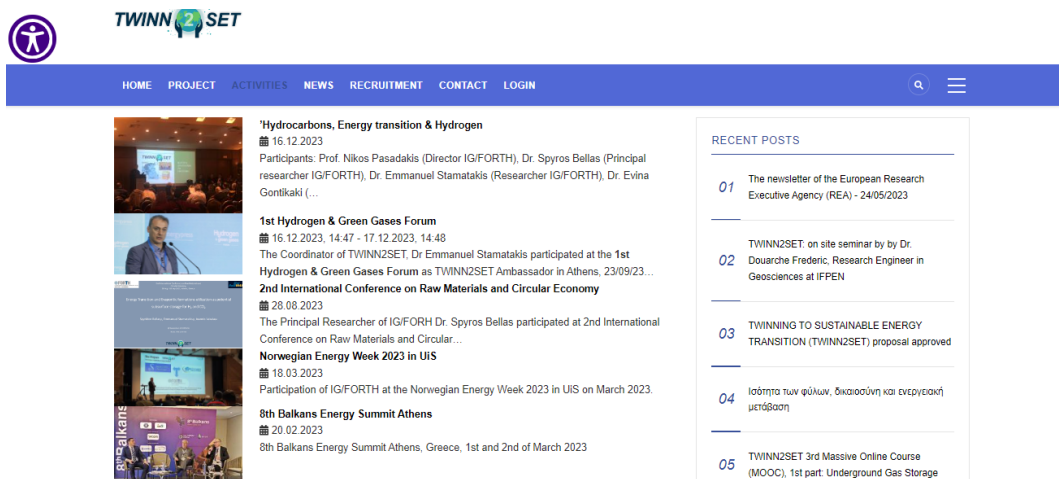 TWINN 2 SET
HOME PROJECT ACTIVITIES NEWS RECRUITMENT CONTACT LOGIN
'Hydrocarbons, Energy transition & Hydrogen
16.12.2023
Participants: Prof. Nikos Pasadakis (Director IG/FORTH), Dr. Spyros Bellas (Principal
researcher IG/FORTH), Dr. Emmanuel Stamatakis (Researcher IG/FORTH), Dr. Evina
Gontikaki (…
1st Hydrogen & Green Gases Forum
16.12.2023, 14:47 - 17.12.2023, 14:48
The Coordinator of TWINN2SET, Dr Emmanuel Stamatakis participated at the 1st
Hydrogen & Green Gases Forum as TWINN2SET Ambassador in Athens, 23/09/23…
2nd International Conference on Raw Materials and Circular Economy
28.08.2023
The Principal Researcher of IG/FORH Dr. Spyros Bellas participated at 2nd International
Conference on Raw Materials and Circular…
Norwegian Energy Week 2023 in UiS
18.03.2023
Participation of IG/FORTH at the Norwegian Energy Week 2023 in UiS on March 2023.
8th Balkans
8th Balkans Energy Summit Athens
20.02.2023
8th Balkans Energy Summit Athens, Greece, 1st and 2nd of March 2023
RECENT POSTS
01
The newsletter of the European Research
Executive Agency (REA) - 24/05/2023
02
TWINN2SET: on site seminar by by Dr.
Douarche Frederic, Research Engineer in
Geosciences at IFPEN
03
TWINNING TO SUSTAINABLE ENERGY
TRANSITION (TWINN2SET) proposal approved
04
Ισότητα των φύλων, δικαιοσύνη και ενεργειακή
μετάβαση
05
TWINN2SET 3rd Massive Online Course
(MOOC), 1st part: Underground Gas Storage